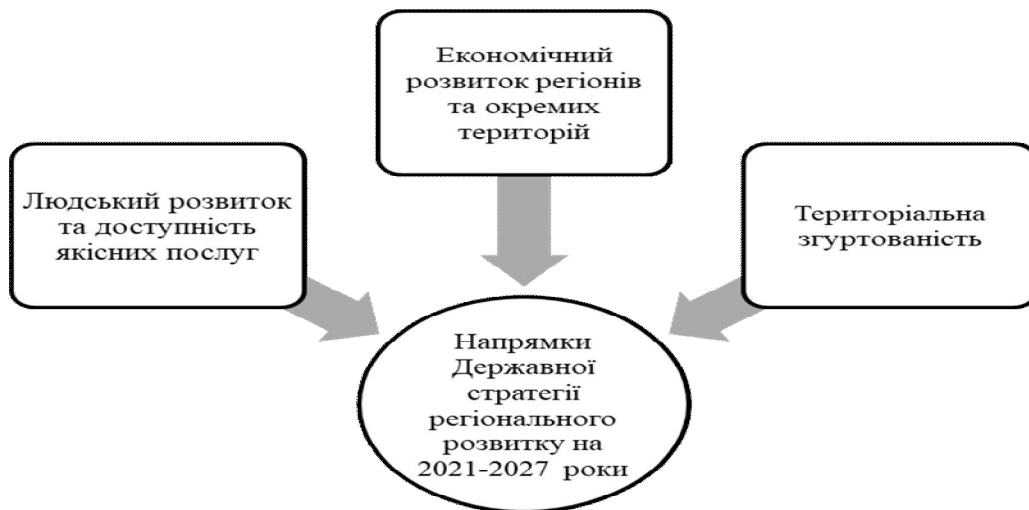 Економічний
розвиток регіонів
та окремих
територій
Людський розвиток
та доступність
якісних послуг
Територіальна
згуртованість
Напрямки
Державної
стратегії
регіонального
розвитку на
2021-2027 роки